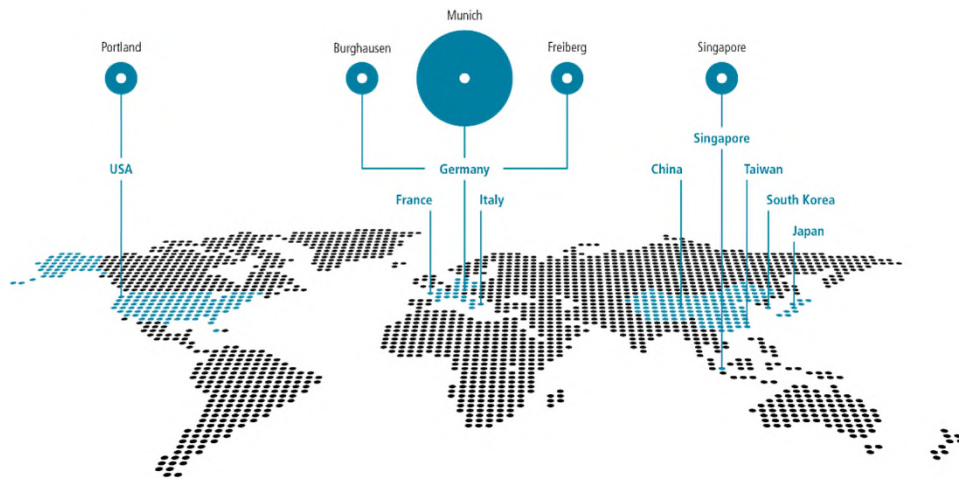 Munich
Portland
Burghausen
Freiberg
Singapore
Singapore
USA
Germany
China
Taiwan
France
Italy
South Korea
Japan